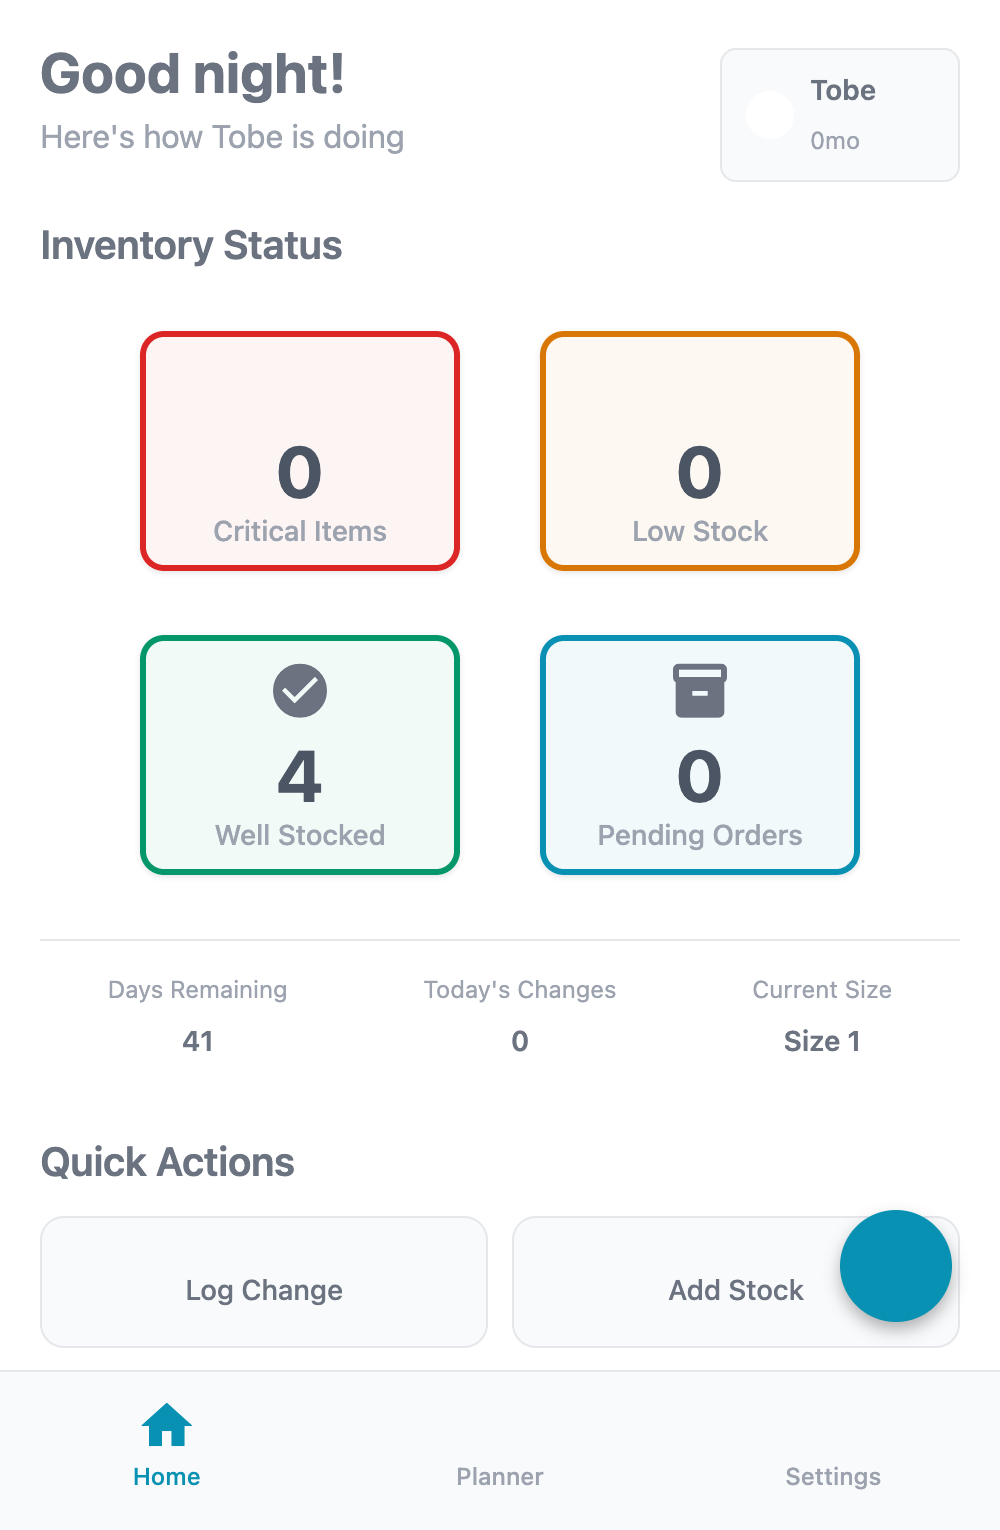 Good night!
Here's how Tobe is doing
Tobe
0mo
Inventory Status
0
Critical Items
0
Low Stock
4
Well Stocked
0
Pending Orders
Days Remaining
41
Today's Changes
0
Current Size
Size 1
Quick Actions
Log Change
Add Stock
Home
Planner
Settings